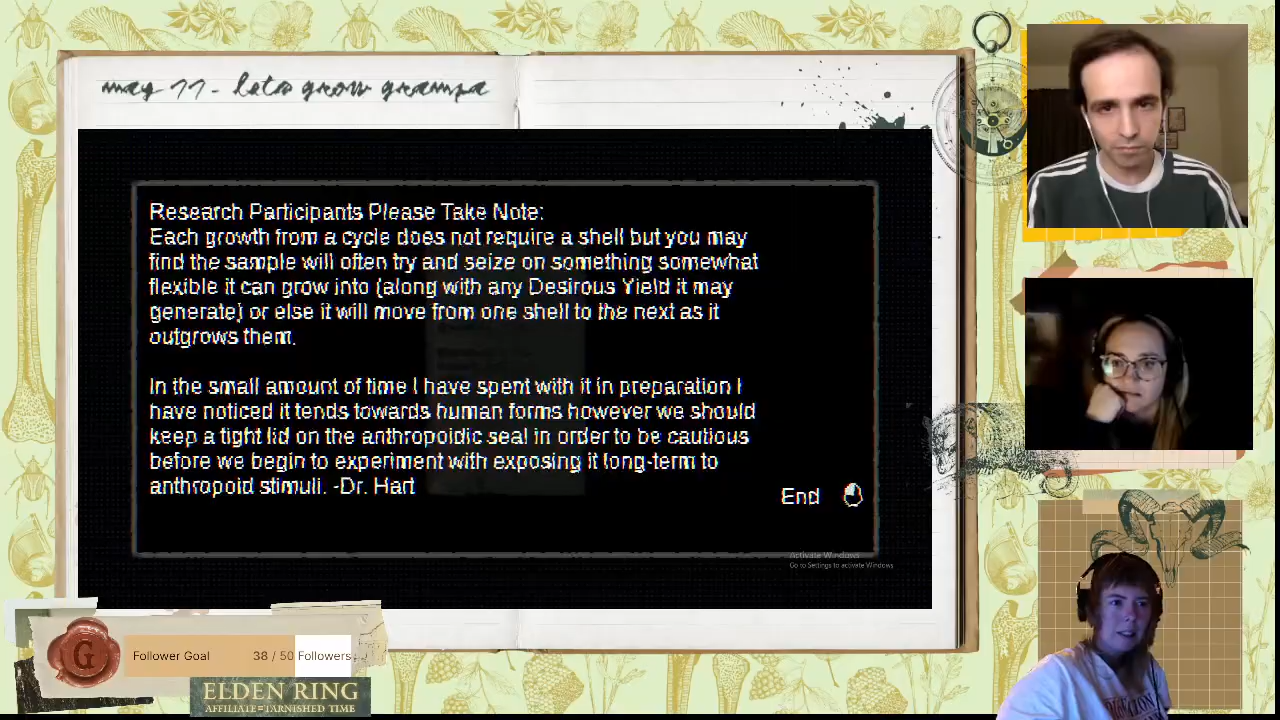 may 11 - lets grow grampa
Research Participants Please Take Note:
Each growth from a cycle does not require a shell but you may
find the sample will often try and seize on something somewhat
flexible it can grow into (along with any Desirous Yield it may
generate) or else it will move from one shell to the next as it
outgrows them.
In the small amount of time I have spent with it in preparation I
have noticed it tends towards human forms however we should
keep a tight lid on the anthropoidic seal in order to be cautious
before we begin to experiment with exposing it long-term to
anthropoid stimuli. -Dr. Hart
End
Activate Windows
Go to Settings to activate Windows
G
Follower Goal 38 / 50 Followers
ELDEN RING
AFFILIATE=TARNISHED TIME